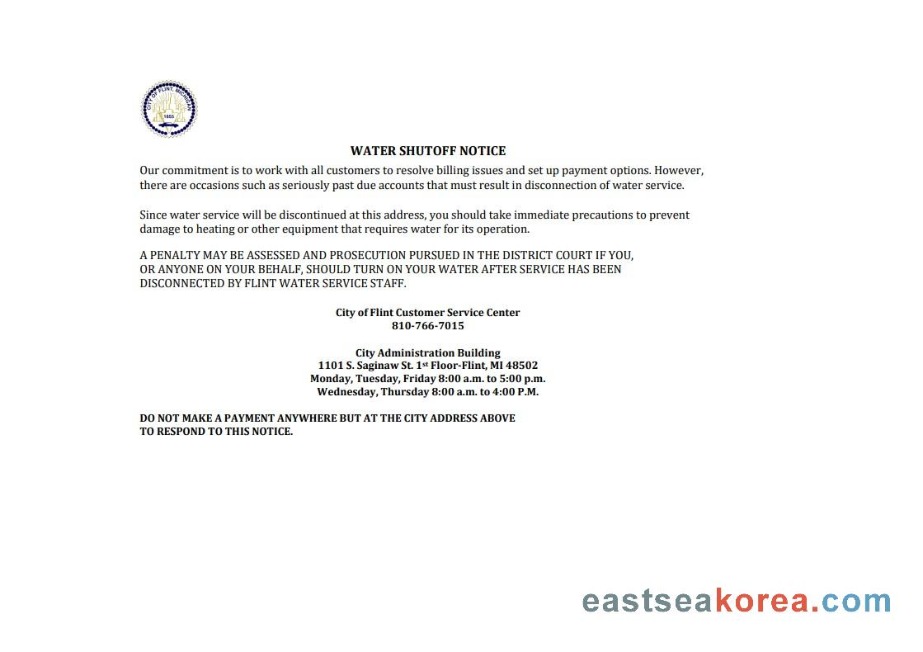 CITY OF FLINT, MICHIGAN
1855
WATER SHUTOFF NOTICE
Our commitment is to work with all customers to resolve billing issues and set up payment options. However,
there are occasions such as seriously past due accounts that must result in disconnection of water service.
Since water service will be discontinued at this address, you should take immediate precautions to prevent
damage to heating or other equipment that requires water for its operation.
A PENALTY MAY BE ASSESSED AND PROSECUTION PURSUED IN THE DISTRICT COURT IF YOU,
OR ANYONE ON YOUR BEHALF, SHOULD TURN ON YOUR WATER AFTER SERVICE HAS BEEN
DISCONNECTED BY FLINT WATER SERVICE STAFF.
City of Flint Customer Service Center
810-766-7015
City Administration Building
1101 S. Saginaw St. 1st Floor-Flint, MI 48502
Monday, Tuesday, Friday 8:00 a.m. to 5:00 p.m.
Wednesday, Thursday 8:00 a.m. to 4:00 P.M.
DO NOT MAKE A PAYMENT ANYWHERE BUT AT THE CITY ADDRESS ABOVE
TO RESPOND TO THIS NOTICE.
eastseakorea.com